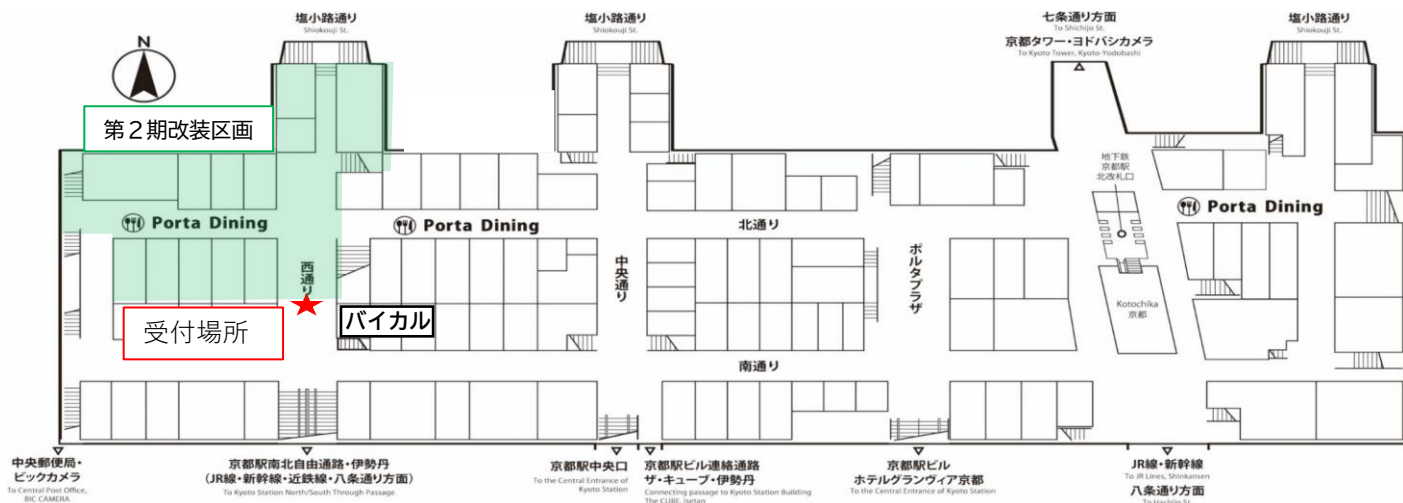 塩小路通り
Shiokouji St.
塩小路通り
Shiokouji St.
七条通り方面
To Shichijo St.
京都タワー・ヨドバシカメラ
To Kyoto Tower, Kyoto-Yodobashi
塩小路通り
Shiokouji St.
N
第2期改装区画
地下鉄
京都駅
北改札口
Porta Dining
Porta Dining
北通り
Porta Dining
西通り
中央通り
ポルタプラザ
Kotochika
京都
受付場所
バイカル
南通り
中央郵便局・
ビックカメラ
To Central Post Office,
BIC CAMERA
京都駅南北自由通路・伊勢丹
(JR線・新幹線・近鉄線・八条通り方面)
To Kyoto Station North/South Through Passage
京都駅中央口
To the Central Entrance of
Kyoto Station
京都駅ビル連絡通路
ザ・キューブ・伊勢丹
Connecting passage to Kyoto Station Building
The CUBE, Isetan
京都駅ビル
ホテルグランヴィア京都
To the Central Entrance of Kyoto Station
JR線・新幹線
To JR Lines, Shinkansen
八条通り方面
To Hachijo St.